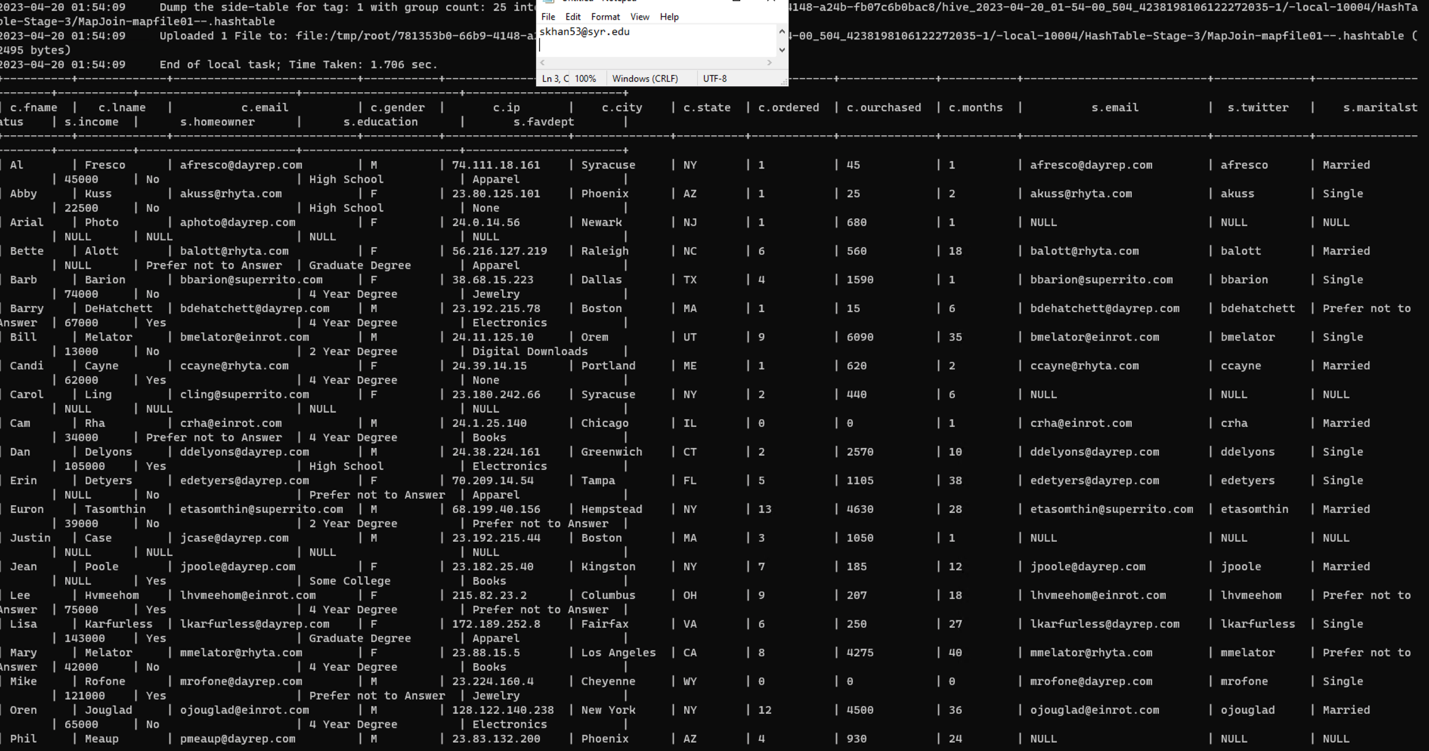 2023-04-20 01:54:09 Dump the side-table for tag: 1 with group count: 25 int 4148-a24b-fb07c6b0bac8/hive_2023-04-20_01-54-00_504_4238198106122272035-1/-local-10004/HashTa
ble-Stage-3/MapJoin-mapfile01--.hashtable
2023-04-20 01:54:09 Uploaded 1 File to: file:/tmp/root/781353b0-66b9-4148-a 4-00_504_4238198106122272035-1/-local-10004/HashTable-Stage-3/MapJoin-mapfile01--.hashtable (
2495 bytes)
2023-04-20 01:54:09 End of local task; Time Taken: 1.706 sec.
File Edit Format View Help
skhan53@syr.edu
Ln 3, C 100% Windows (CRLF) UTF-8
| c.fname | c.lname | c.email | c.gender | c.ip | c.city | c.state | c.ordered | c.ourchased | c.months | s.email | s.twitter | s.maritalst
atus | s.income | s.homeowner | s.education | s.favdept |
| Al | Fresco | afresco@dayrep.com | M | 74.111.18.161 | Syracuse | NY | 1 | 45 | 1 | afresco@dayrep.com | afresco | Married
| 45000 | No | High School | Apparel |
| Abby | Kuss | akuss@rhyta.com | F | 23.80.125.101 | Phoenix | AZ | 1 | 25 | 2 | akuss@rhyta.com | akuss | Single
| 22500 | No | High School | None |
| Arial | Photo | aphoto@dayrep.com | F | 24.0.14.56 | Newark | NJ | 1 | 680 | 1 | NULL | NULL | NULL
| NULL | NULL | NULL | NULL |
| Bette | Alott | balott@rhyta.com | F | 56.216.127.219 | Raleigh | NC | 6 | 560 | 18 | balott@rhyta.com | balott | Married
| NULL | Prefer not to Answer | Graduate Degree | Apparel |
| Barb | Barion | bbarion@superrito.com | F | 38.68.15.223 | Dallas | TX | 4 | 1590 | 1 | bbarion@superrito.com | bbarion | Single
| 74000 | No | 4 Year Degree | Jewelry |
| Barry | DeHatchett | bdehatchett@dayrep.com | M | 23.192.215.78 | Boston | MA | 1 | 15 | 6 | bdehatchett@dayrep.com | bdehatchett | Prefer not to
Answer | 67000 | Yes | 4 Year Degree | Electronics |
| Bill | Melator | bmelator@einrot.com | M | 24.11.125.10 | Orem | UT | 9 | 6090 | 35 | bmelator@einrot.com | bmelator | Single
| 13000 | No | 2 Year Degree | Digital Downloads |
| Candi | Cayne | ccayne@rhyta.com | F | 24.39.14.15 | Portland | ME | 1 | 620 | 2 | ccayne@rhyta.com | ccayne | Married
| 62000 | Yes | 4 Year Degree | None |
| Carol | Ling | cling@superrito.com | F | 23.180.242.66 | Syracuse | NY | 2 | 440 | 6 | NULL | NULL | NULL
| NULL | NULL | NULL | NULL |
| Cam | Rha | crha@einrot.com | M | 24.1.25.140 | Chicago | IL | 0 | 0 | 1 | crha@einrot.com | crha | Married
| 34000 | Prefer not to Answer | 4 Year Degree | Books |
| Dan | Delyons | ddelyons@dayrep.com | M | 24.38.224.161 | Greenwich | CT | 2 | 2570 | 10 | ddelyons@dayrep.com | ddelyons | Single
| 105000 | Yes | High School | Electronics |
| Erin | Detyers | edetyers@dayrep.com | F | 70.209.14.54 | Tampa | FL | 5 | 1105 | 38 | edetyers@dayrep.com | edetyers | Single
| NULL | No | Prefer not to Answer | Apparel |
| Euron | Tasomthin | etasomthin@superrito.com | M | 68.199.40.156 | Hempstead | NY | 13 | 4630 | 28 | etasomthin@superrito.com | etasomthin | Married
| 39000 | No | 2 Year Degree | Prefer not to Answer |
| Justin | Case | jcase@dayrep.com | M | 23.192.215.44 | Boston | MA | 3 | 1050 | 1 | NULL | NULL | NULL
| NULL | NULL | NULL | NULL |
| Jean | Poole | jpoole@dayrep.com | F | 23.182.25.40 | Kingston | NY | 7 | 185 | 12 | jpoole@dayrep.com | jpoole | Married
| NULL | Yes | Some College | Books |
| Lee | Hvmeehom | lhvmeehom@einrot.com | F | 215.82.23.2 | Columbus | OH | 9 | 207 | 18 | lhvmeehom@einrot.com | lhvmeehom | Prefer not to
Answer | 75000 | Yes | 4 Year Degree | Prefer not to Answer |
| Lisa | Karfurless | lkarfurless@dayrep.com | F | 172.189.252.8 | Fairfax | VA | 6 | 250 | 27 | lkarfurless@dayrep.com | lkarfurless | Single
| 143000 | Yes | Graduate Degree | Apparel |
| Mary | Melator | mmelator@rhyta.com | F | 23.88.15.5 | Los Angeles | CA | 8 | 4275 | 40 | mmelator@rhyta.com | mmelator | Prefer not to
Answer | 42000 | No | 4 Year Degree | Books |
| Mike | Rofone | mrofone@dayrep.com | M | 23.224.160.4 | Cheyenne | WY | 0 | 0 | 0 | mrofone@dayrep.com | mrofone | Single
| 121000 | Yes | Prefer not to Answer | Jewelry |
| Oren | Jouglad | ojouglad@einrot.com | M | 128.122.140.238 | New York | NY | 12 | 4500 | 36 | ojouglad@einrot.com | ojouglad | Married
| 65000 | No | 4 Year Degree | Electronics |
| Phil | Meaup | pmeaup@dayrep.com | M | 23.83.132.200 | Phoenix | AZ | 4 | 930 | 24 | NULL | NULL | NULL